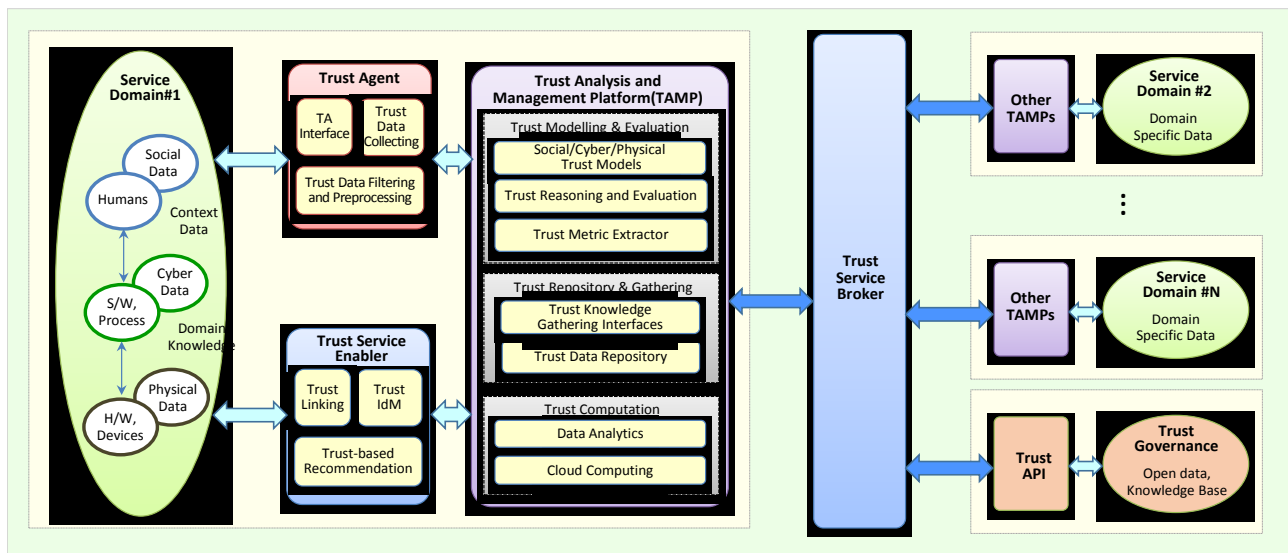 Service
Domain#1
Social
Data
Humans
Context
Data
Cyber
Data
S/W,
Process
Domain
Knowledge
Physical
Data
H/W,
Devices
Trust Agent
TA
Interface
Trust
Data
Collecting
Trust Data Filtering
and Preprocessing
Trust Service
Enabler
Trust
Linking
Trust
IdM
Trust-based
Recommendation
Trust Analysis and
Management Platform(TAMP)
Trust Modelling & Evaluation
Social/Cyber/Physical
Trust Models
Trust Reasoning and Evaluation
Trust Metric Extractor
Trust Repository & Gathering
Trust Knowledge
Gathering Interfaces
Trust Data Repository
Trust Computation
Data Analytics
Cloud Computing
Trust
Service
Broker
Other
TAMPs
Service
Domain #2
Domain
Specific Data
⋮
Other
TAMPs
Service
Domain #N
Domain
Specific Data
Trust
API
Trust
Governance
Open data,
Knowledge Base